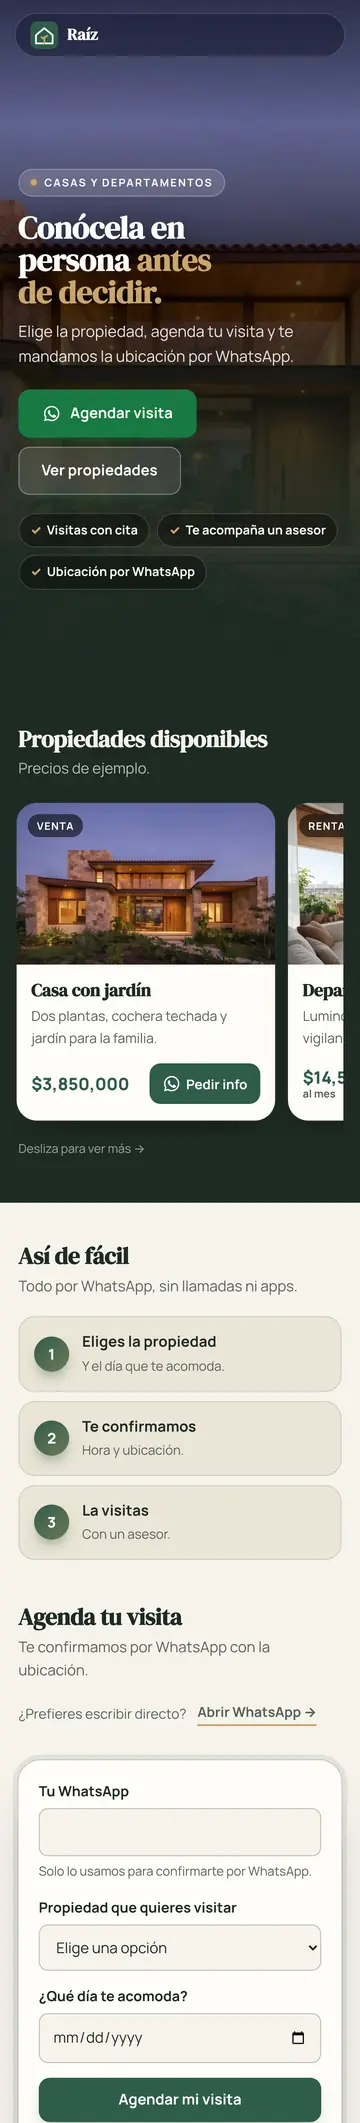 Raíz
CASAS Y DEPARTAMENTOS
Conócela en
persona antes
de decidir.
Elige la propiedad, agenda tu visita y te
mandamos la ubicación por WhatsApp.
Agendar visita
Ver propiedades
✓ Visitas con cita
✓ Te acompaña un asesor
✓ Ubicación por WhatsApp
Propiedades disponibles
Precios de ejemplo.
VENTA
RENTA
Casa con jardín
Dos plantas, cochera techada y
jardín para la familia.
$3,850,000
Pedir info
Depa
Lumino
vigilan
$14,5
al mes
Desliza para ver más →
Así de fácil
Todo por WhatsApp, sin llamadas ni apps.
1
Eliges la propiedad
Y el día que te acomoda.
2
Te confirmamos
Hora y ubicación.
3
La visitas
Con un asesor.
Agenda tu visita
Te confirmamos por WhatsApp con la
ubicación.
¿Prefieres escribir directo? Abrir WhatsApp →
Tu WhatsApp
Solo lo usamos para confirmarte por WhatsApp.
Propiedad que quieres visitar
Elige una opción
¿Qué día te acomoda?
mm/dd/yyyy
Agendar mi visita